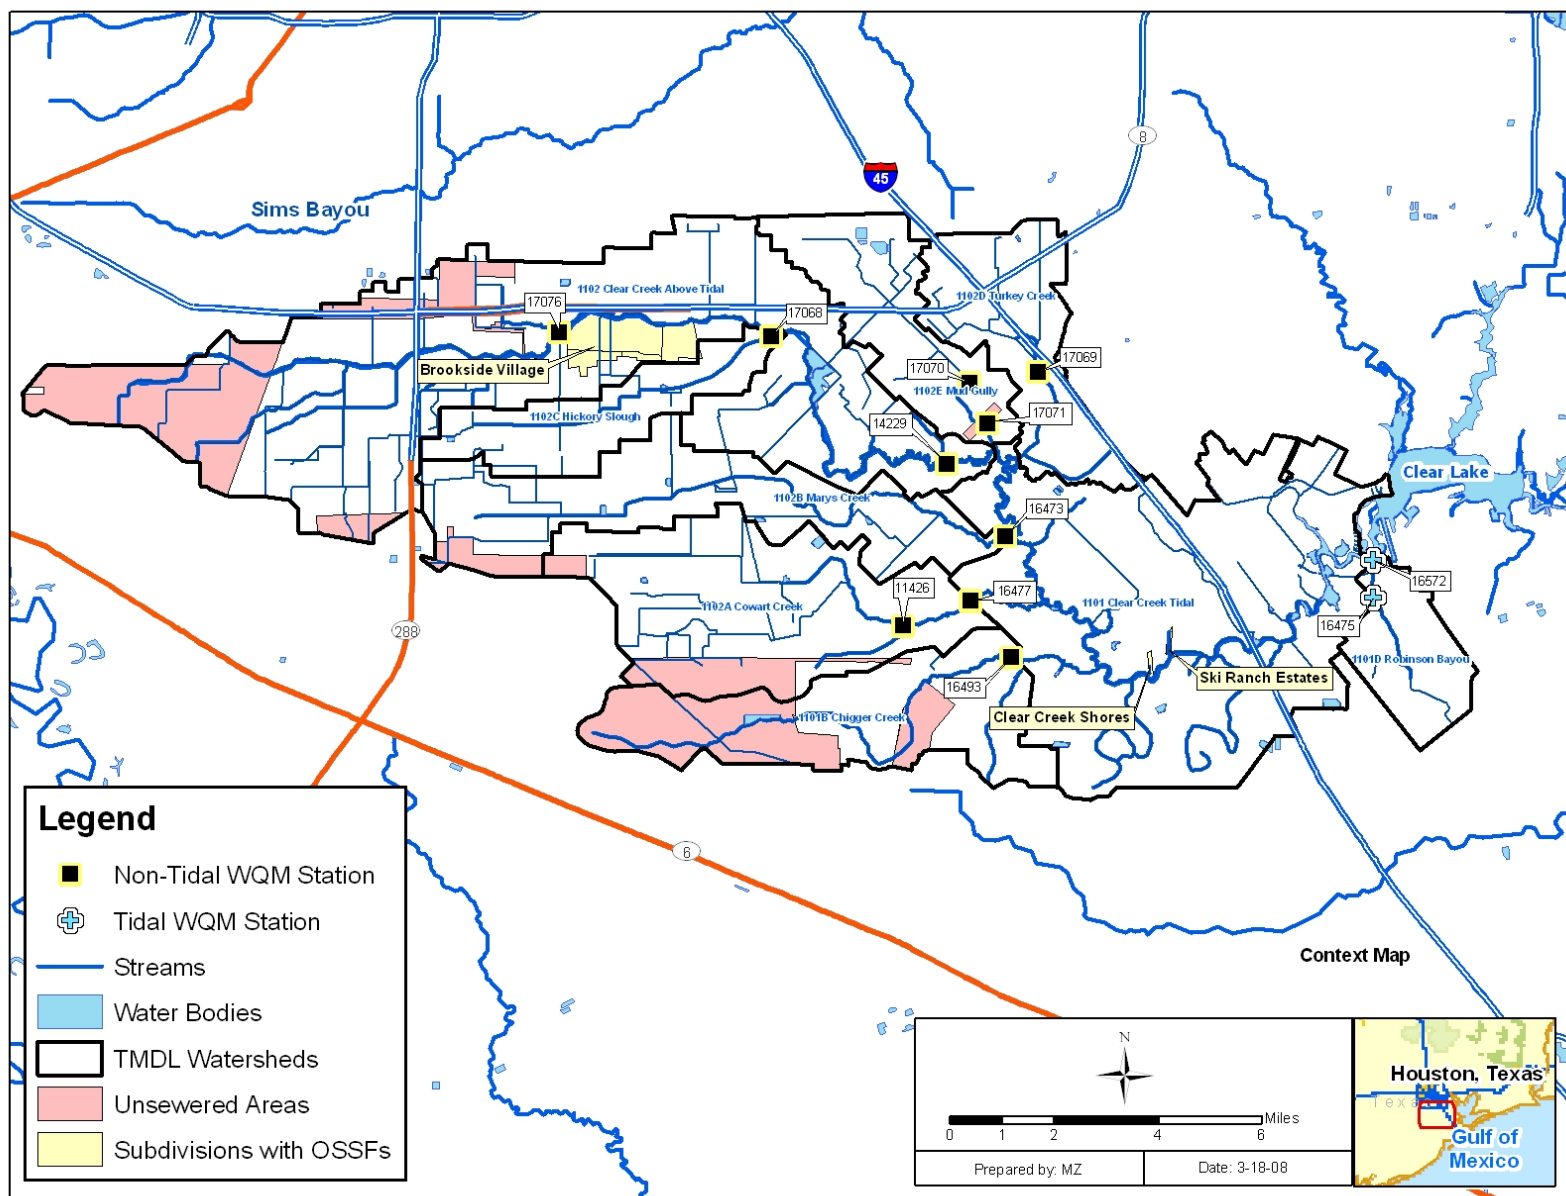 8
45
Sims Bayou
1102 Clear Creek Above Tidal
17076
17068
1102D Turkey Creek
17069
Brookside Village
17070
1102E Mud Gully
17071
1102C Hickory Slough
14229
Clear Lake
1102B Marys Creek
16473
16572
11426
16477
1102A Cowart Creek
1101 Clear Creek Tidal
16475
288
1101D Robinson Bayou
Ski Ranch Estates
16493
1101B Chigger Creek
Clear Creek Shores
6
Legend
Non-Tidal WQM Station
Tidal WQM Station
Streams
Water Bodies
TMDL Watersheds
Unsewered Areas
Subdivisions with OSSFs
Context Map
N
Miles
0 1 2 4 6
Prepared by: MZ
Date: 3-18-08
Houston, Texas
Gulf of
Mexico